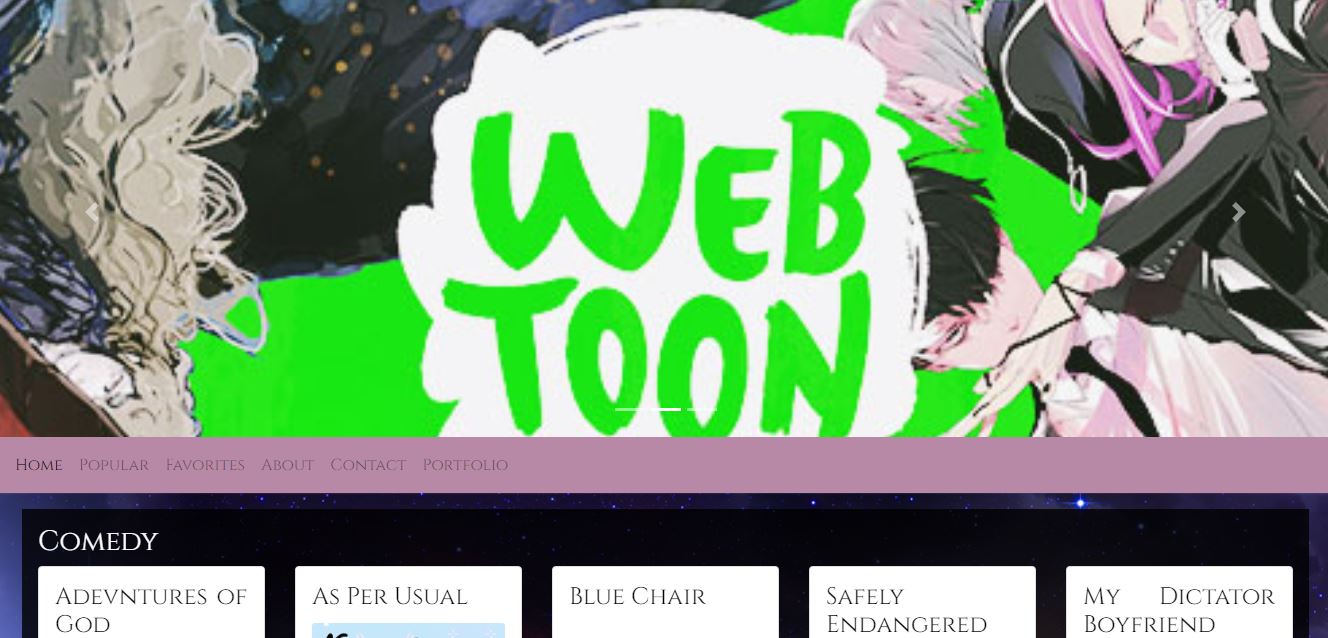 WEB
TOON
Home Popular Favorites About Contact Portfolio
Comedy
Adevntures of God
As Per Usual
Blue Chair
Safely Endangered
My Dictator Boyfriend